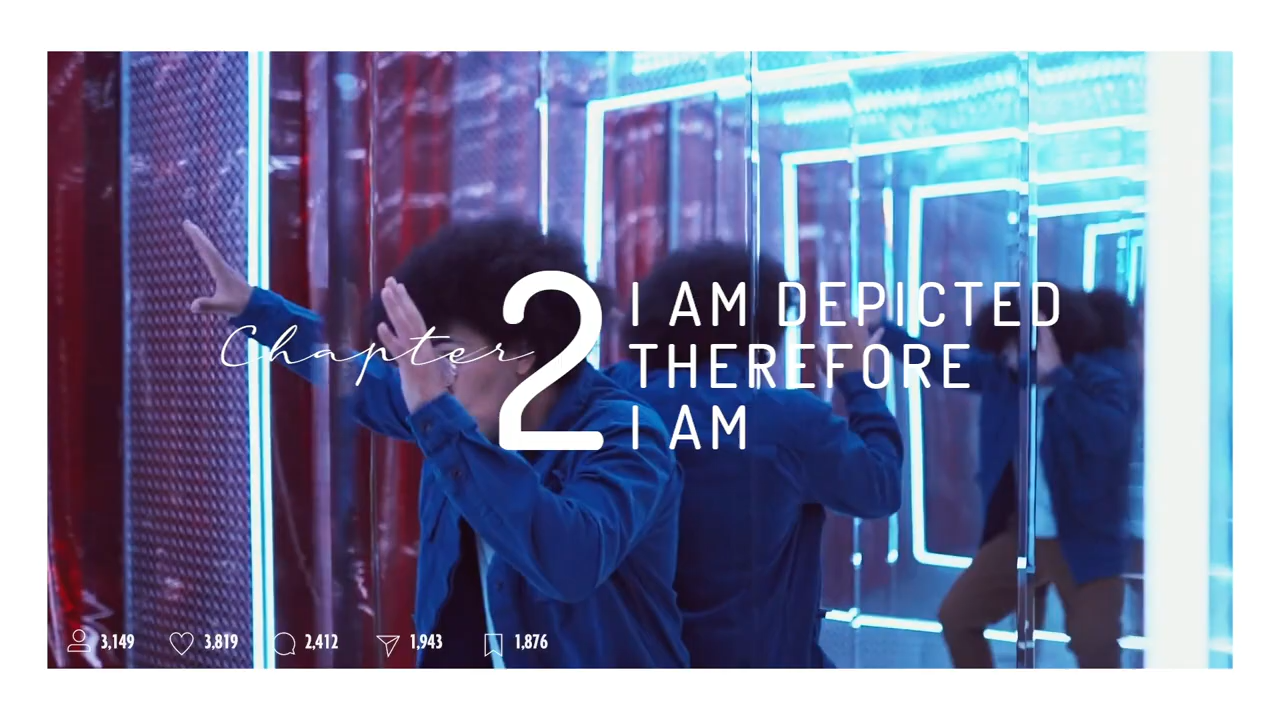 Chapter
2
I AM DEPICTED
THEREFORE
I AM
3,149 3,819 2,412 1,943 1,876